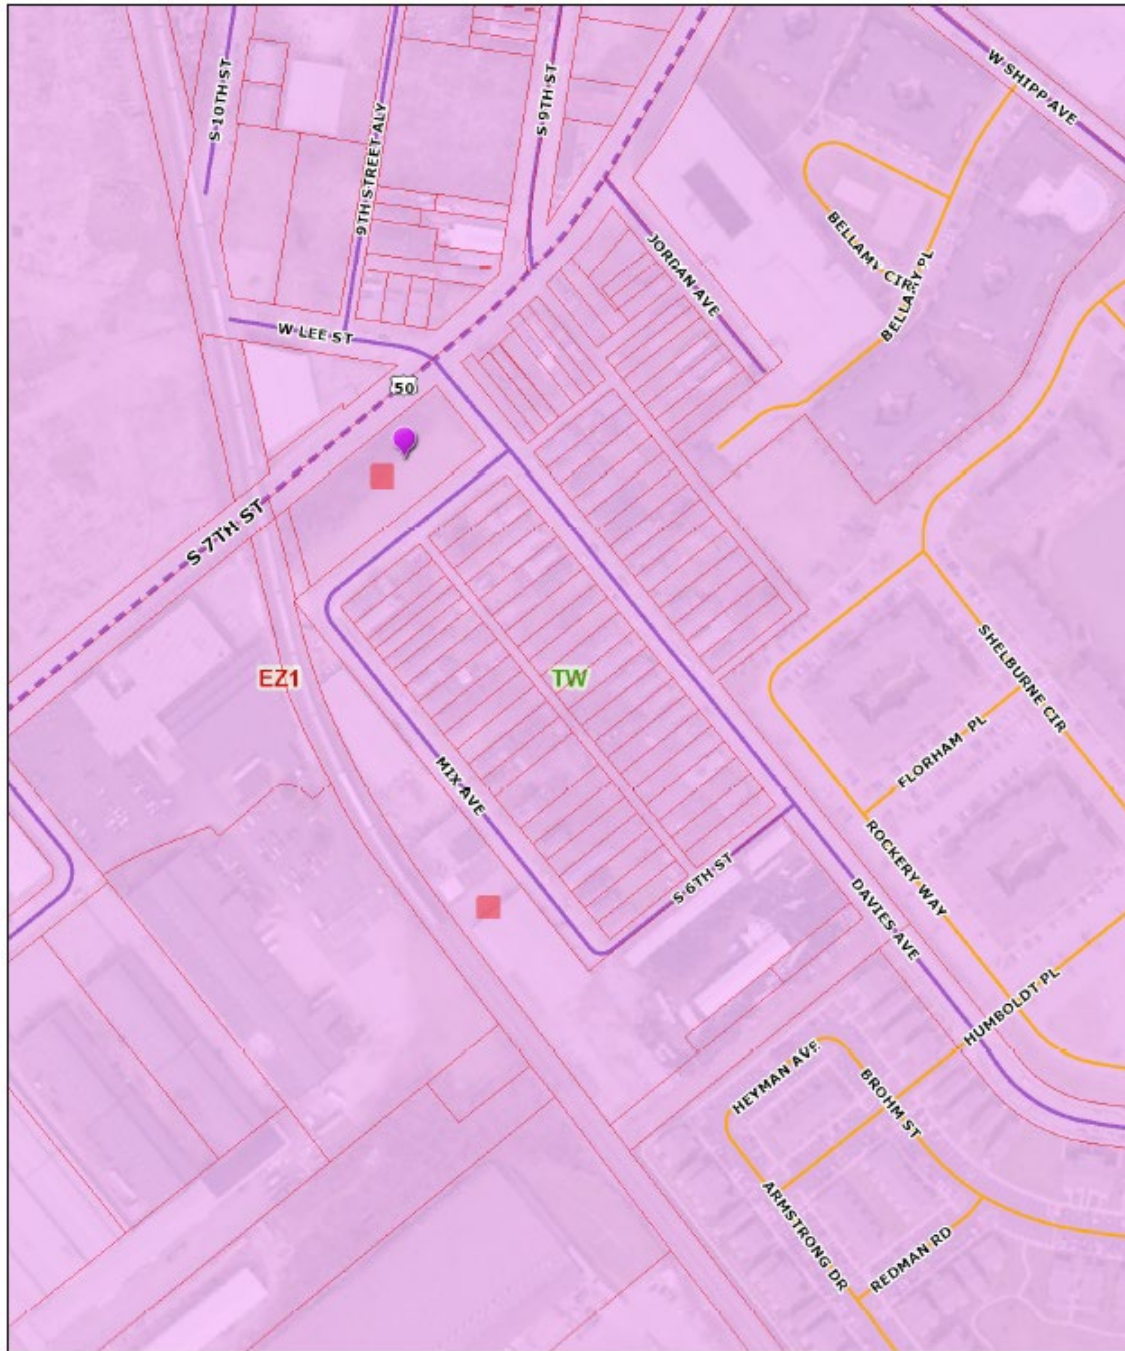 W SHIPP AVE
S 10TH ST
S 9TH ST
9TH STREET ALY
BELLAMY CIR
BELLAMY PL
JORDAN AVE
W LEE ST
50
S 7TH ST
EZ1
TW
SHELBURNE CIR
FLORHAM PL
MIX AVE
ROCKERY WAY
S 6TH ST
DAVIES AVE
HUMBOLDT PL
HEYMAN AVE
BROHM ST
ARMSTRONG DR
REDMAN RD